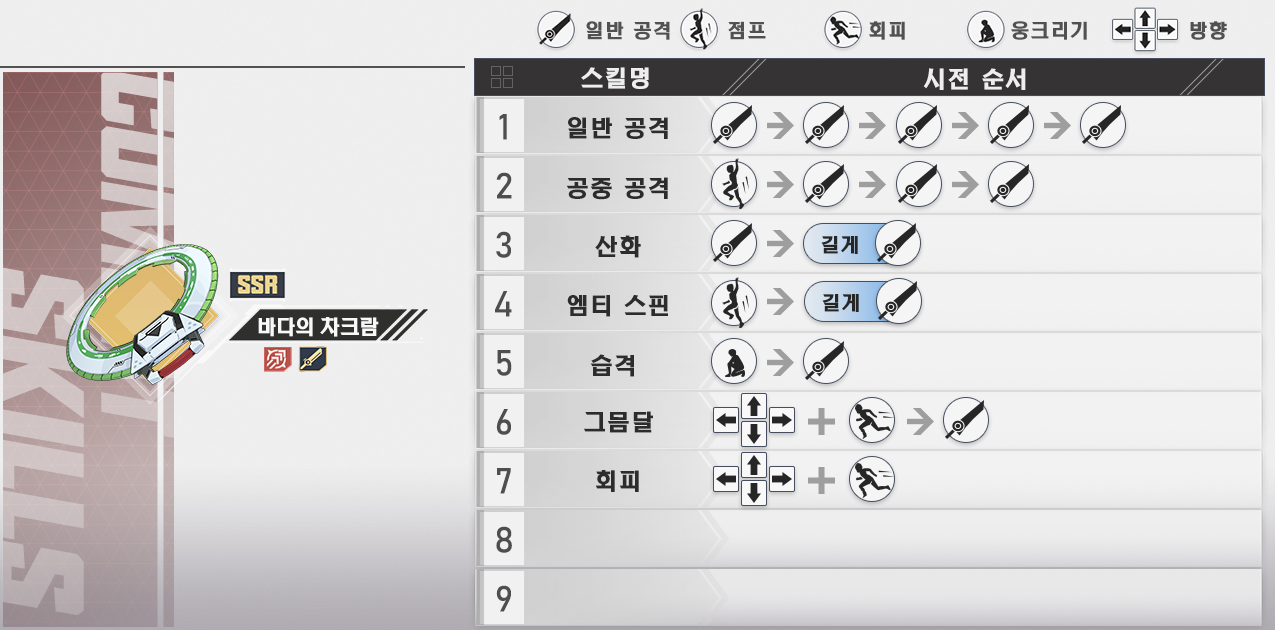 일반 공격 점프 회피 웅크리기 방향
COMBAT
SKILLS
SSR
바다의 차크람
스킬명 시전 순서
1 일반 공격
2 공중 공격
3 산화 길게
4 엠티 스핀 길게
5 습격
6 그믐달
7 회피
8
9